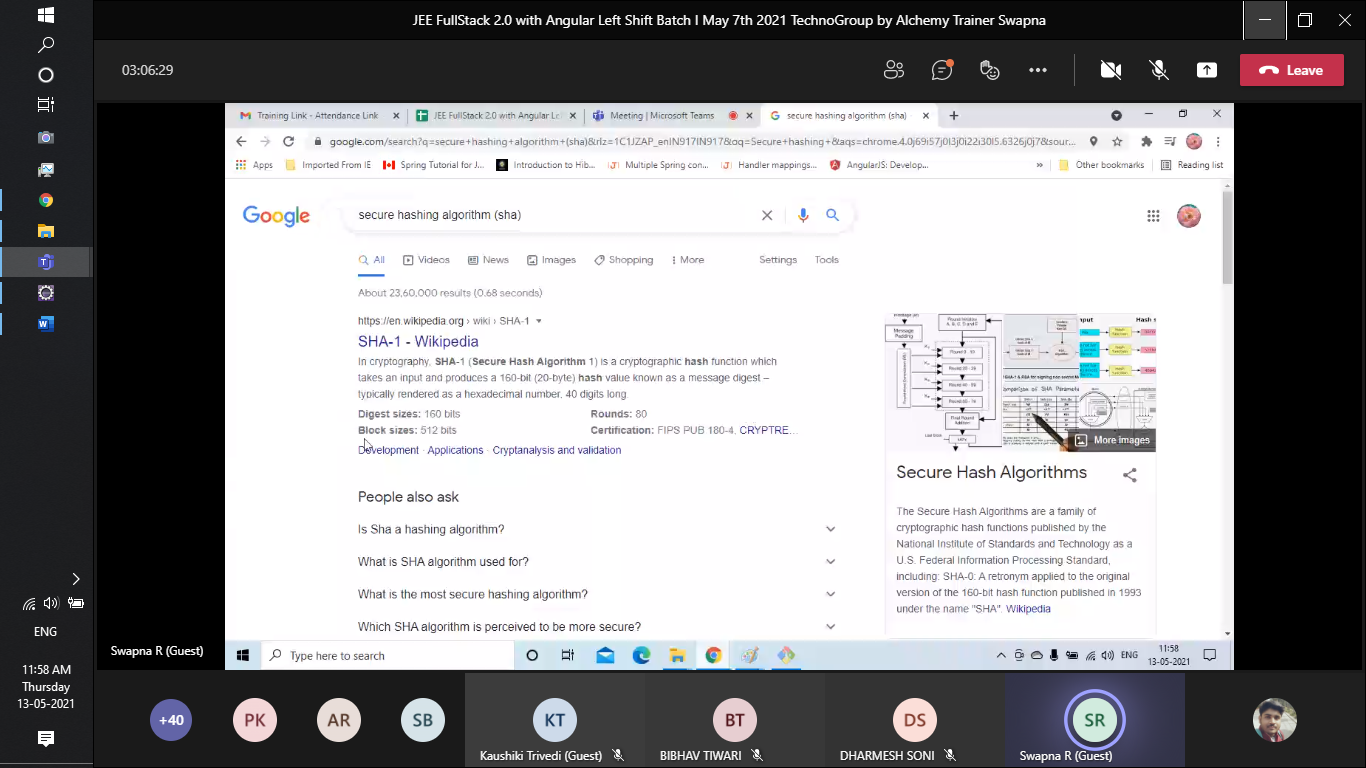 JEE FullStack 2.0 with Angular Left Shift Batch I May 7th 2021 TechnoGroup by Alchemy Trainer Swapna
03:06:29
Leave
Training Link - Attendance Link
JEE FullStack 2.0 with Angular Le
Meeting | Microsoft Teams
secure hashing algorithm (sha)
google.com/search?q=secure+hashing+algorithm+(sha)&rlz=1C1JZAP_enIN917IN917&oq=Secure+hashing+&aqs=chrome.4.0j69i57j0l3j0i22i30l5.6326j0j7&sour...
Apps
Imported From IE
Spring Tutorial for J...
Introduction to Hib...
Multiple Spring con...
Handler mappings...
AngularJS: Develop...
Other bookmarks
Reading list
Google
secure hashing algorithm (sha)
All
Videos
News
Images
Shopping
More
Settings
Tools
About 23,60,000 results (0.68 seconds)
https://en.wikipedia.org › wiki › SHA-1
SHA-1 - Wikipedia
In cryptography, SHA-1 (Secure Hash Algorithm 1) is a cryptographic hash function which
takes an input and produces a 160-bit (20-byte) hash value known as a message digest –
typically rendered as a hexadecimal number, 40 digits long.
Digest sizes: 160 bits
Rounds: 80
Block sizes: 512 bits
Certification: FIPS PUB 180-4, CRYPTRE...
Development · Applications · Cryptanalysis and validation
People also ask
Is Sha a hashing algorithm?
What is SHA algorithm used for?
What is the most secure hashing algorithm?
Which SHA algorithm is perceived to be more secure?
Message
Padding
More images
Secure Hash Algorithms
The Secure Hash Algorithms are a family of
cryptographic hash functions published by the
National Institute of Standards and Technology as a
U.S. Federal Information Processing Standard,
including: SHA-0: A retronym applied to the original
version of the 160-bit hash function published in 1993
under the name "SHA". Wikipedia
Swapna R (Guest)
Type here to search
ENG
11:58
13-05-2021
ENG
11:58 AM
Thursday
13-05-2021
+40
PK
AR
SB
KT
Kaushiki Trivedi (Guest)
BT
BIBHAV TIWARI
DS
DHARMESH SONI
SR
Swapna R (Guest)